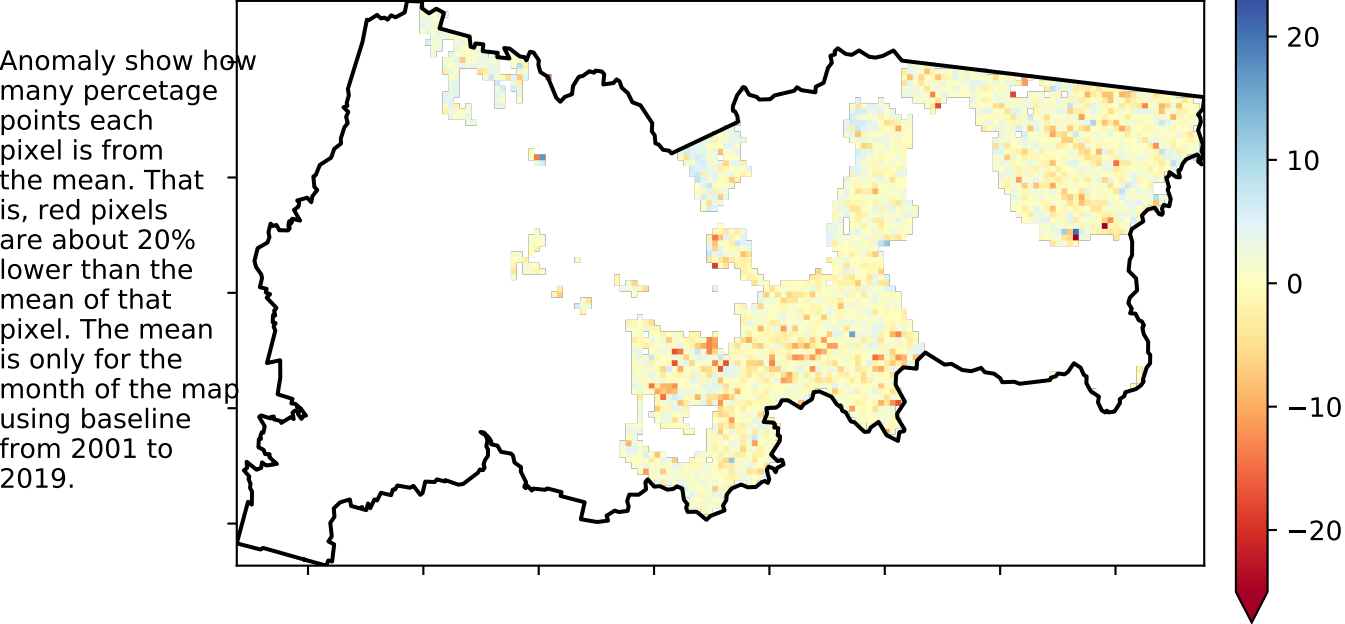 Anomaly show how
many percetage
points each
pixel is from
the mean. That
is, red pixels
are about 20%
lower than the
mean of that
pixel. The mean
is only for the
month of the map
using baseline
from 2001 to
2019.
20
10
0
−10
−20